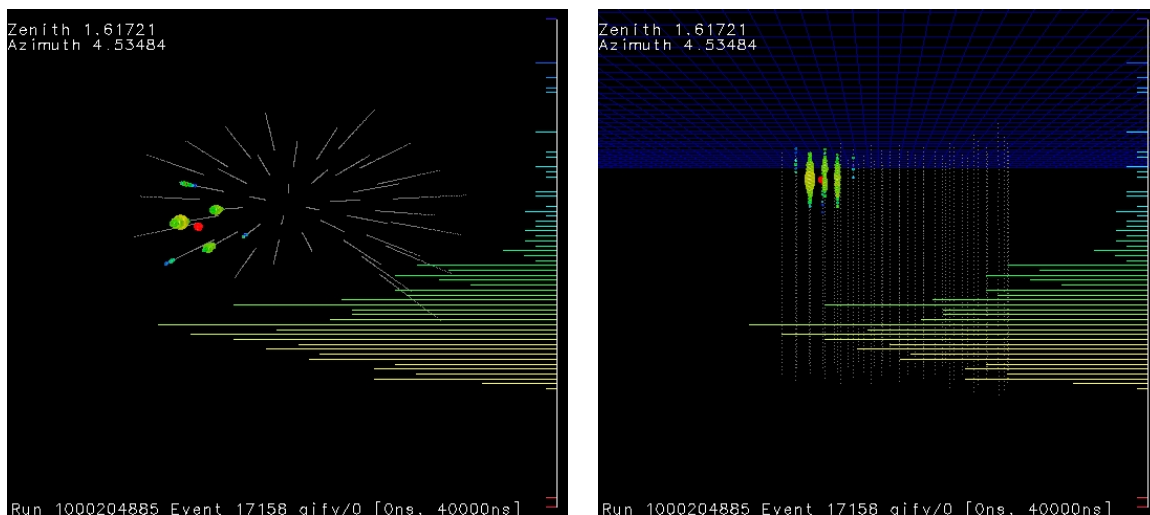 Zenith 1.61721
Azimuth 4.53484
Run 1000204885 Event 17158 gify/0 [0ns, 40000ns]
Zenith 1.61721
Azimuth 4.53484
Run 1000204885 Event 17158 gify/0 [0ns, 40000ns]